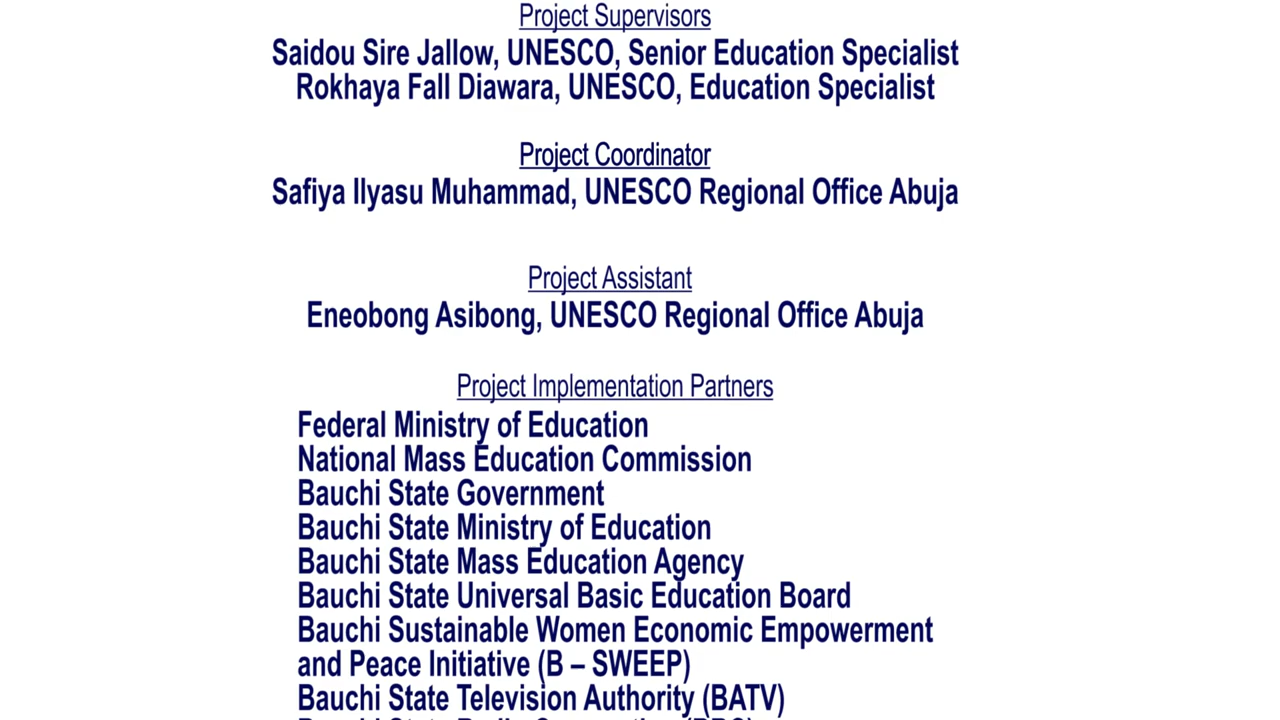 Project Supervisors
Saidou Sire Jallow, UNESCO, Senior Education Specialist
Rokhaya Fall Diawara, UNESCO, Education Specialist
Project Coordinator
Safiya Ilyasu Muhammad, UNESCO Regional Office Abuja
Project Assistant
Eneobong Asibong, UNESCO Regional Office Abuja
Project Implementation Partners
Federal Ministry of Education
National Mass Education Commission
Bauchi State Government
Bauchi State Ministry of Education
Bauchi State Mass Education Agency
Bauchi State Universal Basic Education Board
Bauchi Sustainable Women Economic Empowerment
and Peace Initiative (B – SWEEP)
Bauchi State Television Authority (BATV)
Bauchi State Radio